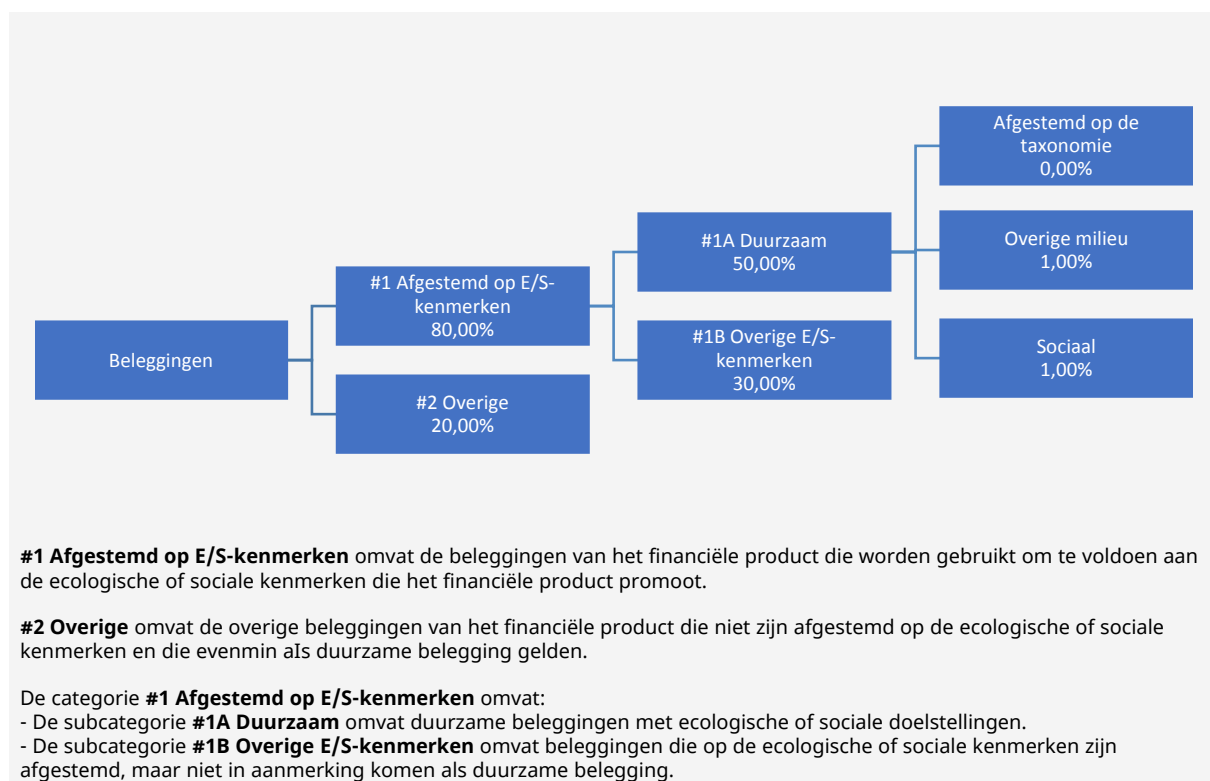 Afgestemd op de
taxonomie
0,00%
#1A Duurzaam
50,00%
Overige milieu
1,00%
#1 Afgestemd op E/S-
kenmerken
80,00%
Beleggingen
#1B Overige E/S-
kenmerken
30,00%
Sociaal
1,00%
#2 Overige
20,00%
#1 Afgestemd op E/S-kenmerken omvat de beleggingen van het financiële product die worden gebruikt om te voldoen aan
de ecologische of sociale kenmerken die het financiële product promoot.
#2 Overige omvat de overige beleggingen van het financiële product die niet zijn afgestemd op de ecologische of sociale
kenmerken en die evenmin aIs duurzame belegging gelden.
De categorie #1 Afgestemd op E/S-kenmerken omvat:
- De subcategorie #1A Duurzaam omvat duurzame beleggingen met ecologische of sociale doelstellingen.
- De subcategorie #1B Overige E/S-kenmerken omvat beleggingen die op de ecologische of sociale kenmerken zijn
afgestemd, maar niet in aanmerking komen als duurzame belegging.